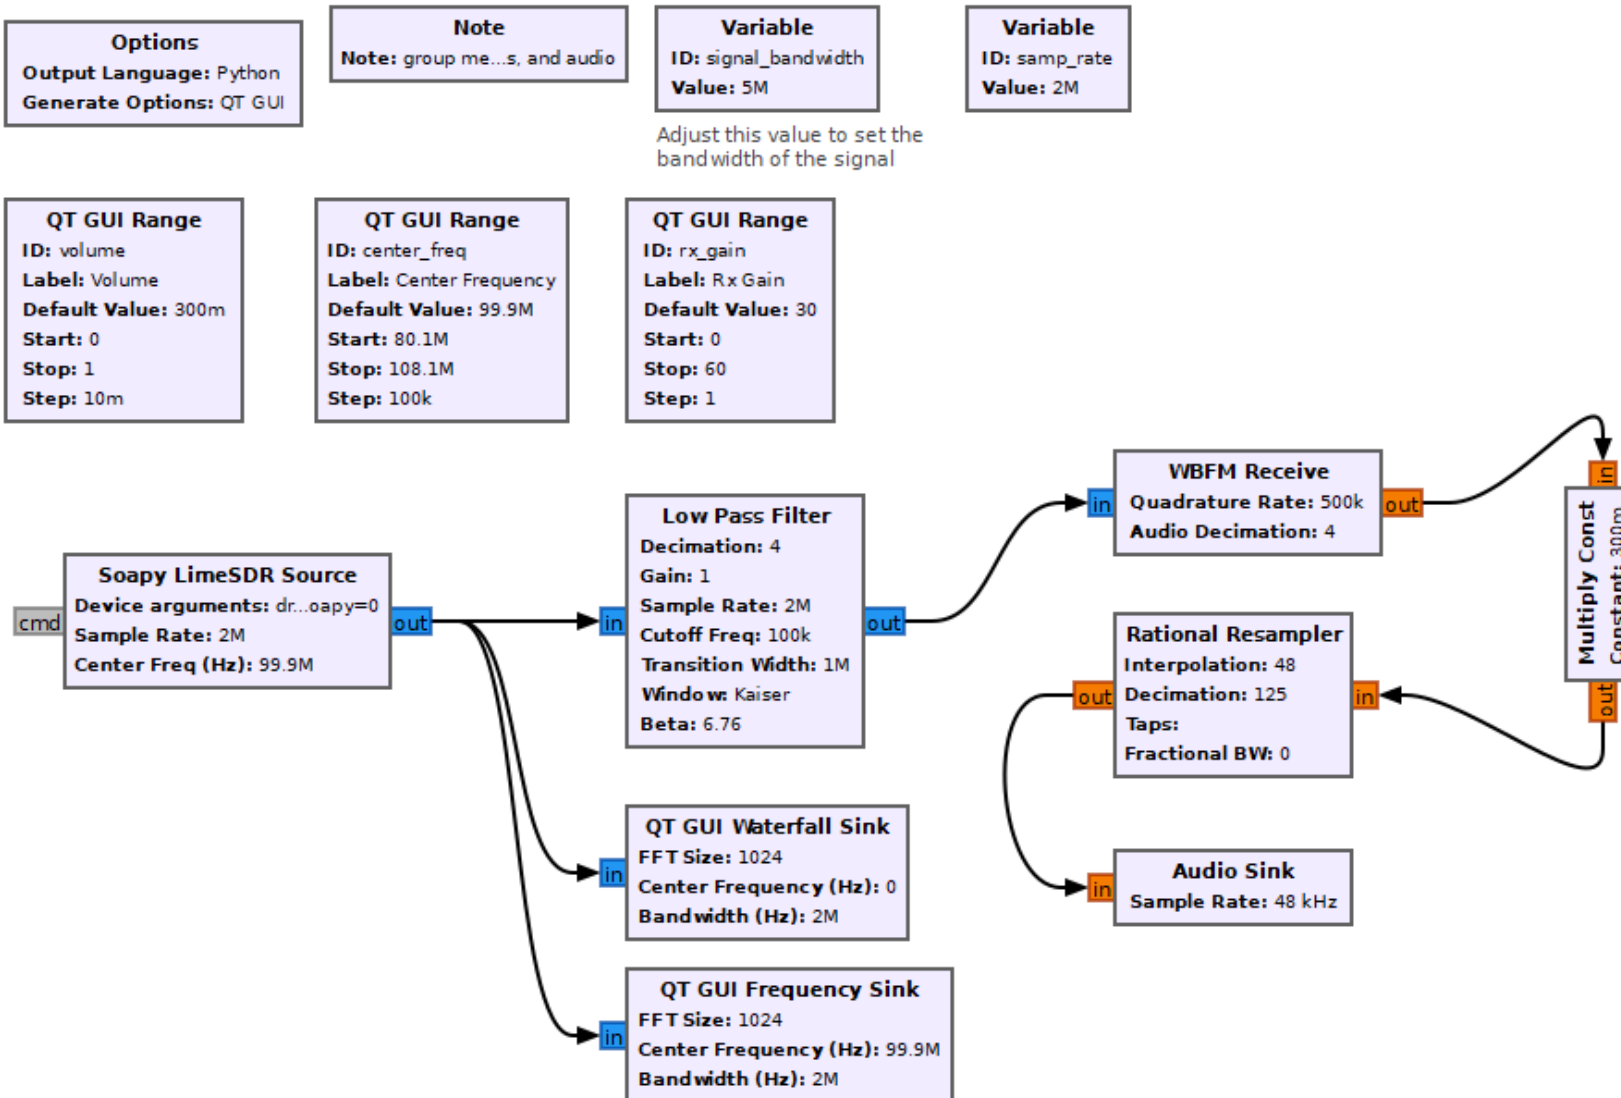 Options
Output Language: Python
Generate Options: QT GUI
Note
Note: group me...s, and audio
Variable
ID: signal_bandwidth
Value: 5M
Adjust this value to set the
bandwidth of the signal
Variable
ID: samp_rate
Value: 2M
QT GUI Range
ID: volume
Label: Volume
Default Value: 300m
Start: 0
Stop: 1
Step: 10m
QT GUI Range
ID: center_freq
Label: Center Frequency
Default Value: 99.9M
Start: 80.1M
Stop: 108.1M
Step: 100k
QT GUI Range
ID: rx_gain
Label: Rx Gain
Default Value: 30
Start: 0
Stop: 60
Step: 1
cmd
Soapy LimeSDR Source
Device arguments: dr...oapy=0
Sample Rate: 2M
Center Freq (Hz): 99.9M
out
in
Low Pass Filter
Decimation: 4
Gain: 1
Sample Rate: 2M
Cutoff Freq: 100k
Transition Width: 1M
Window: Kaiser
Beta: 6.76
out
in
WBFM Receive
Quadrature Rate: 500k
Audio Decimation: 4
out
in
Multiply Const
Constant: 300m
out
in
Rational Resampler
Interpolation: 48
Decimation: 125
Taps:
Fractional BW: 0
out
in
Audio Sink
Sample Rate: 48 kHz
in
QT GUI Waterfall Sink
FFT Size: 1024
Center Frequency (Hz): 0
Bandwidth (Hz): 2M
in
QT GUI Frequency Sink
FFT Size: 1024
Center Frequency (Hz): 99.9M
Bandwidth (Hz): 2M